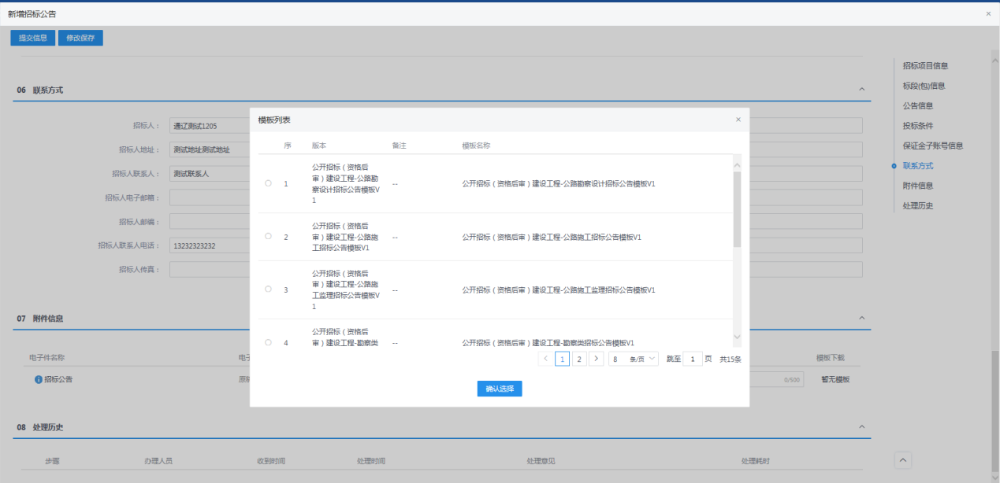 新增招标公告
×
提交信息 修改保存
招标项目信息
标段(包)信息
公告信息
投标条件
保证金子账号信息
联系方式
附件信息
处理历史
06 联系方式
招标人： 通辽测试1205
招标人地址： 测试地址测试地址
招标人联系人： 测试联系人
招标人电子邮箱：
招标人邮编：
招标人联系人电话： 13232323232
招标人传真：
模板列表
×
序 版本 备注 模板名称
公开招标（资格后
审）建设工程-公路勘
察设计招标公告模板V
1
1 -- 公开招标（资格后审）建设工程-公路勘察设计招标公告模板V1
公开招标（资格后
审）建设工程-公路施
工招标公告模板V1
2 -- 公开招标（资格后审）建设工程-公路施工招标公告模板V1
公开招标（资格后
审）建设工程-公路施
工监理招标公告模板V
1
3 -- 公开招标（资格后审）建设工程-公路施工监理招标公告模板V1
公开招标（资格后
审）建设工程-勘察类
4 -- 公开招标（资格后审）建设工程-勘察类招标公告模板V1
< 1 2 > 8 条/页 跳至 1 页 共15条
确认选择
07 附件信息
电子件名称 电子 模板下载
招标公告 0/500 暂无模板
08 处理历史
步骤 办理人员 收到时间 处理时间 处理意见 处理耗时